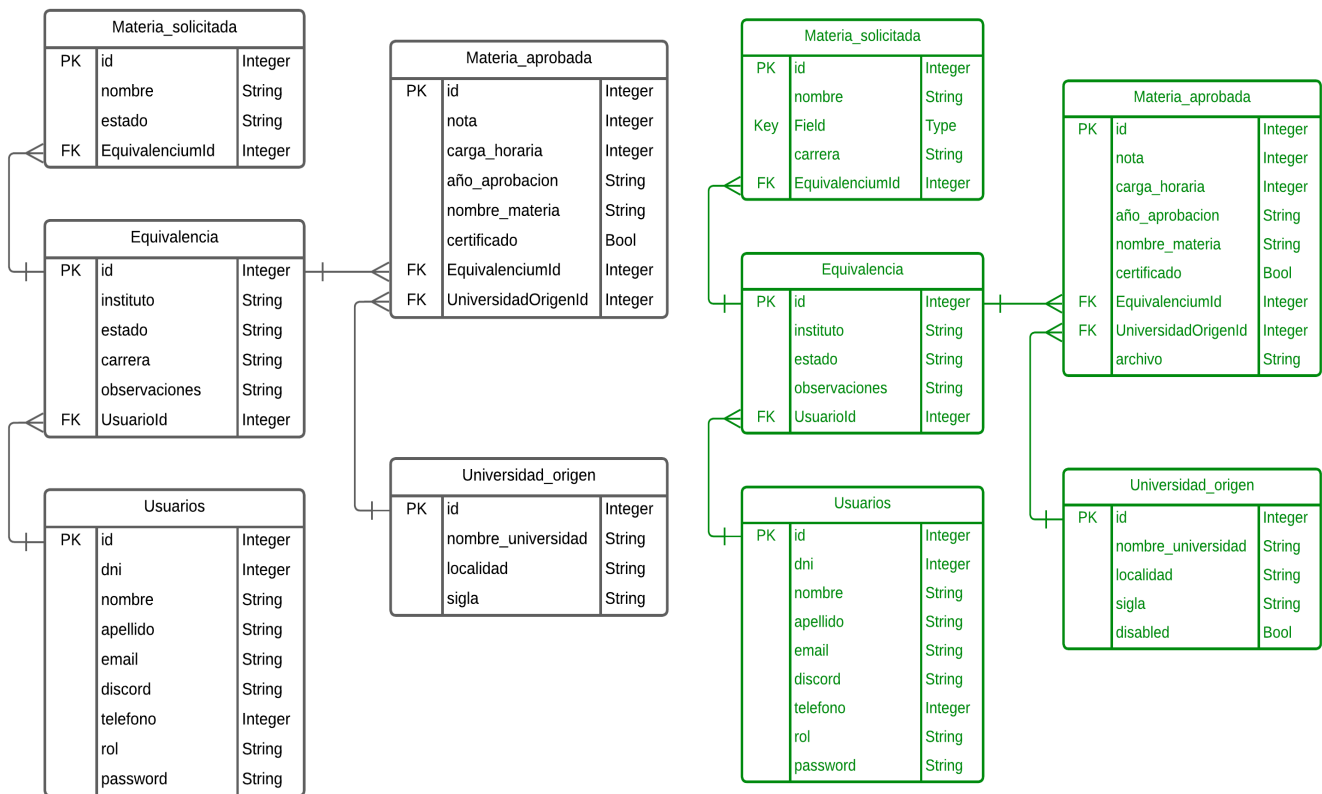 Materia_solicitada
PK id Integer
nombre String
estado String
FK EquivalenciumId Integer
Equivalencia
PK id Integer
instituto String
estado String
carrera String
observaciones String
FK UsuarioId Integer
Usuarios
PK id Integer
dni Integer
nombre String
apellido String
email String
discord String
telefono Integer
rol String
password String
Materia_aprobada
PK id Integer
nota Integer
carga_horaria Integer
año_aprobacion String
nombre_materia String
certificado Bool
FK EquivalenciumId Integer
FK UniversidadOrigenId Integer
Universidad_origen
PK id Integer
nombre_universidad String
localidad String
sigla String
Materia_solicitada
PK id Integer
nombre String
Key Field Type
carrera String
FK EquivalenciumId Integer
Equivalencia
PK id Integer
instituto String
estado String
observaciones String
FK UsuarioId Integer
Usuarios
PK id Integer
dni Integer
nombre String
apellido String
email String
discord String
telefono Integer
rol String
password String
Materia_aprobada
PK id Integer
nota Integer
carga_horaria Integer
año_aprobacion String
nombre_materia String
certificado Bool
FK EquivalenciumId Integer
FK UniversidadOrigenId Integer
archivo String
Universidad_origen
PK id Integer
nombre_universidad String
localidad String
sigla String
disabled Bool